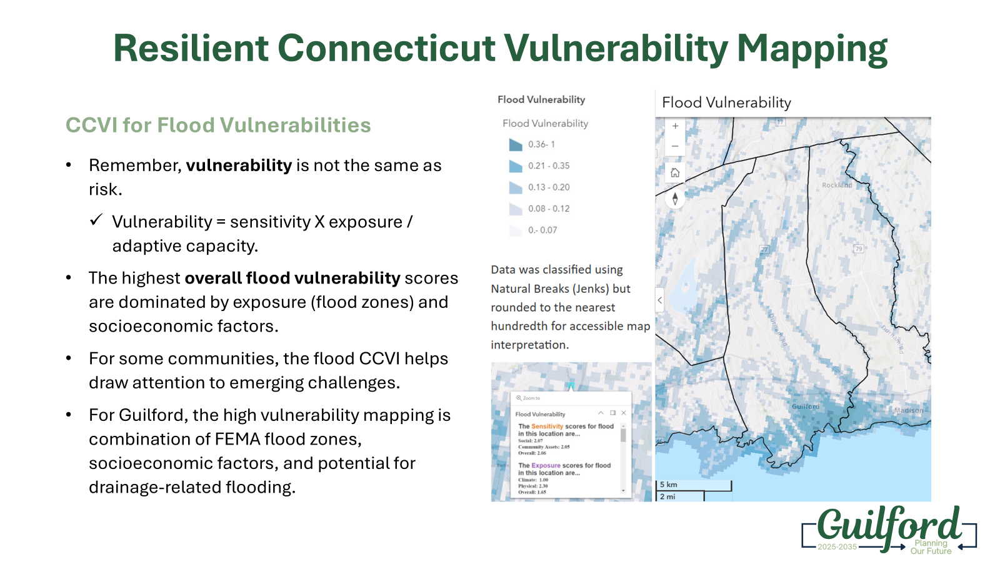 Resilient Connecticut Vulnerability Mapping
CCVI for Flood Vulnerabilities
• Remember, vulnerability is not the same as
risk.
✓ Vulnerability = sensitivity X exposure /
adaptive capacity.
• The highest overall flood vulnerability scores
are dominated by exposure (flood zones) and
socioeconomic factors.
• For some communities, the flood CCVI helps
draw attention to emerging challenges.
• For Guilford, the high vulnerability mapping is
combination of FEMA flood zones,
socioeconomic factors, and potential for
drainage-related flooding.
Flood Vulnerability
Flood Vulnerability
0.36- 1
0.21 - 0.35
0.13 - 0.20
0.08 - 0.12
0.- 0.07
Data was classified using
Natural Breaks (Jenks) but
rounded to the nearest
hundredth for accessible map
interpretation.
Zoom to
Flood Vulnerability
The Sensitivity scores for flood
in this location are...
Social: 2.07
Community Assets: 2.05
Overall: 2.06
The Exposure scores for flood
in this location are...
Climate: 1.00
Physical: 2.30
Overall: 1.65
Flood Vulnerability
17
Rockland
77
79
Durham Rd
Durham Rd
Guilford
Madison
5 km
2 mi
Guilford
2025-2035
Planning
Our Future